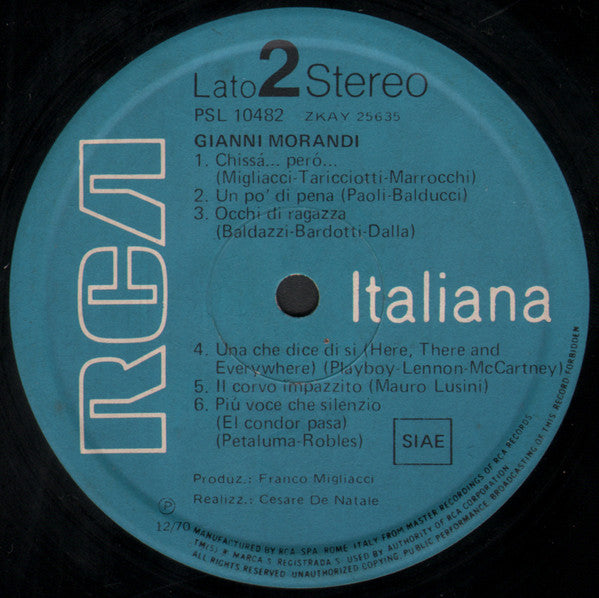 Lato 2 Stereo
PSL 10482 ZKAY 25635
GIANNI MORANDI
1. Chissá... peró...
(Migliacci-Taricciotti-Marrocchi)
2. Un po' di pena (Paoli-Balducci)
3. Occhi di ragazza
(Baldazzi-Bardotti-Dalla)
RCA
Italiana
4. Una che dice di si (Here, There and
Everywhere) (Playboy-Lennon-McCartney)
5. Il corvo impazzito (Mauro Lusini)
6. Più voce che silenzio
(El condor pasa)
(Petaluma-Robles)
SIAE
Produz.: Franco Migliacci
Realizz.: Cesare De Natale
P
12/70
MANUFACTURED BY RCA SPA. ROME. ITALY FROM MASTER RECORDINGS OF RCA RECORDS.
TM(s) ® MARCA S REGISTRADA S USED BY AUTHORITY OF RCA CORPORATION
ALL RIGHTS RESERVED UNAUTHORIZED COPYING. PUBLIC PERFORMANCE. BROADCASTING OF THIS RECORD FORBIDDEN